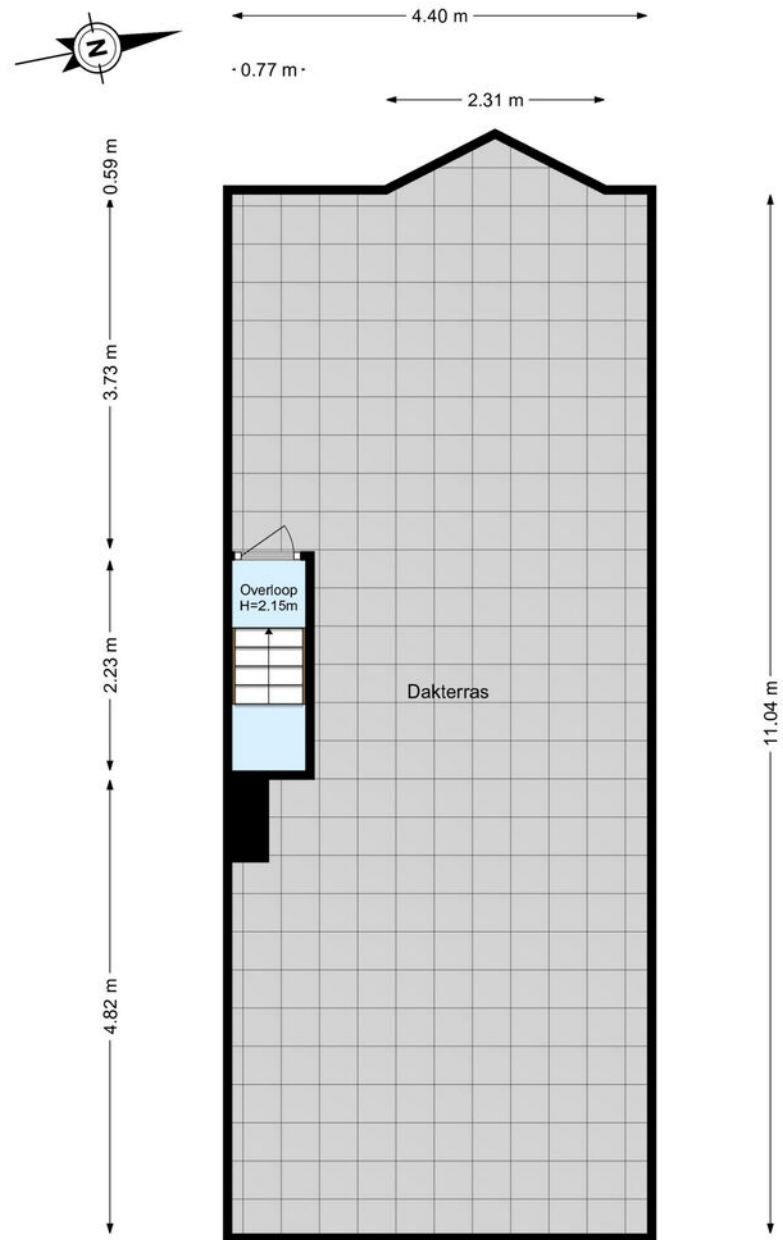 4.40 m
N
0.77 m
2.31 m
0.59 m
3.73 m
Overloop
H=2.15m
2.23 m
Dakterras
11.04 m
4.82 m